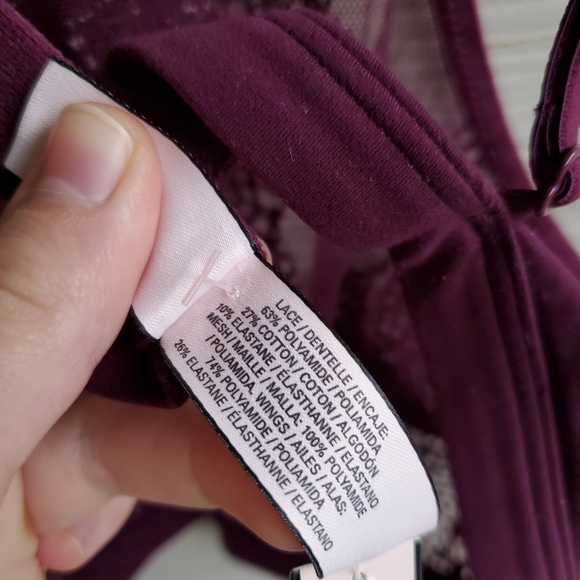 LACE / DENTELLE / ENCAJE:
63% POLYAMIDE / POLIAMIDA
27% COTTON / COTON / ALGODÓN
10% ELASTANE / ÉLASTHANNE / ELASTANO
MESH / MAILLE / MALLA: 100% POLYAMIDE
/ POLIAMIDA. WINGS / AILES / ALAS:
74% POLYAMIDE / POLIAMIDA
26% ELASTANE / ÉLASTHANNE / ELASTANO